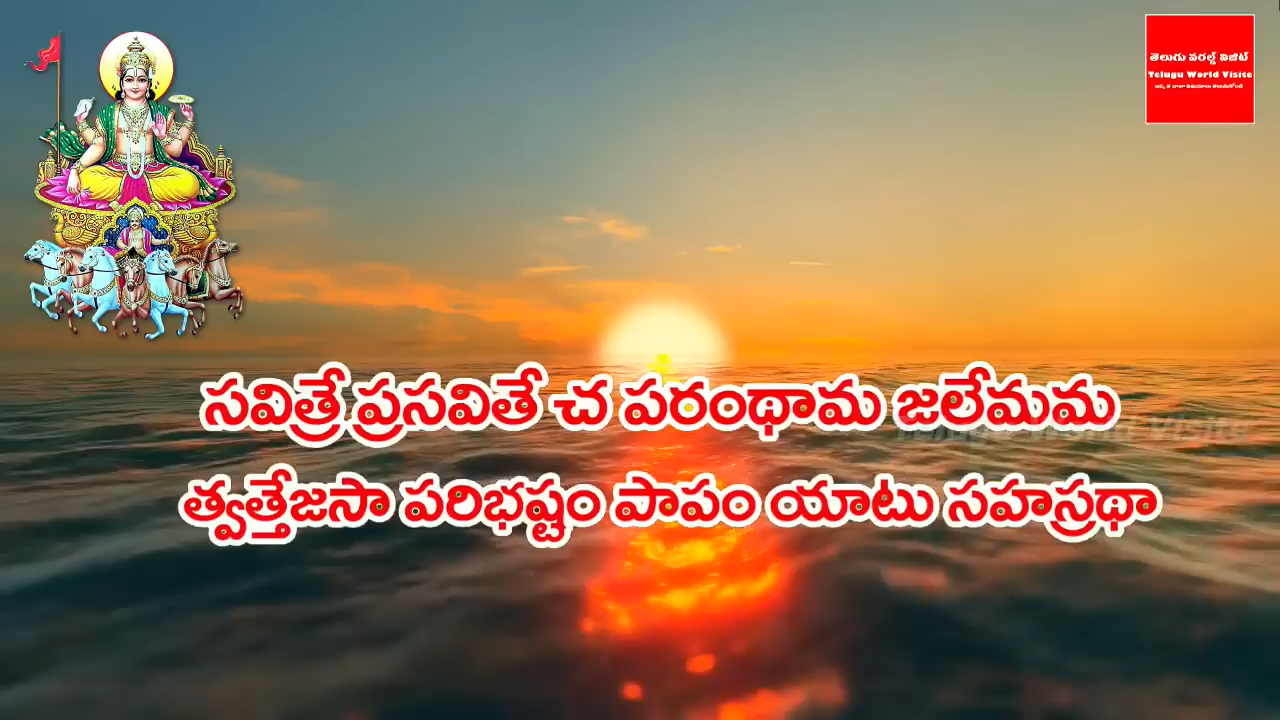 తెలుగు వరల్డ్ విజిట్
Telugu World Visite
సవిత్రే ప్రసవితే చ పరంథామ జలేమమ
త్వత్తేజసా పరిభష్టం పాపం యాటు సహస్రథా